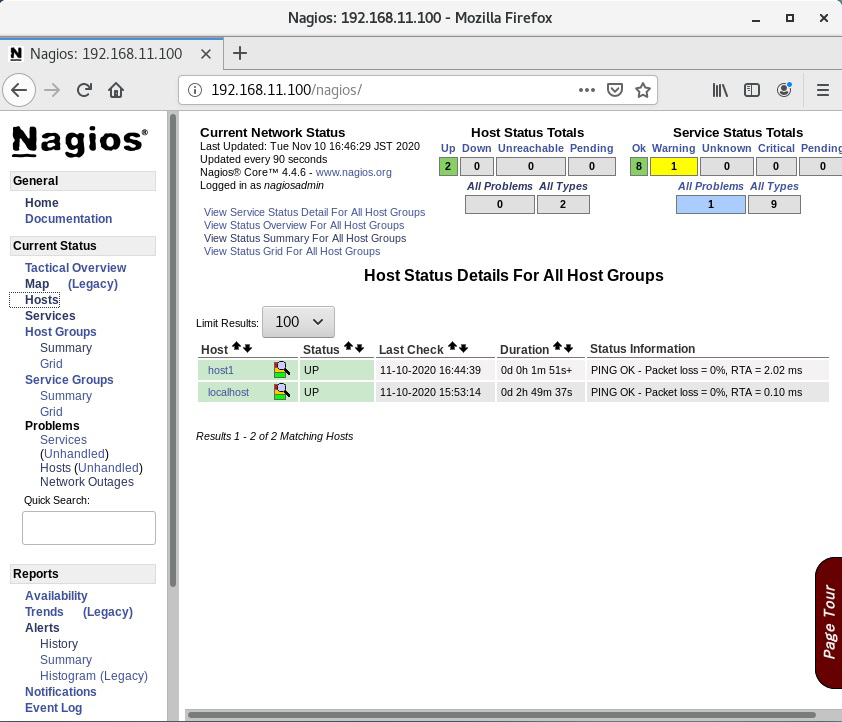 Nagios: 192.168.11.100 - Mozilla Firefox
Nagios: 192.168.11.100
192.168.11.100/nagios/
Nagios®
General
Home
Documentation
Current Status
Tactical Overview
Map (Legacy)
Hosts
Services
Host Groups
Summary
Grid
Service Groups
Summary
Grid
Problems
Services
(Unhandled)
Hosts (Unhandled)
Network Outages
Quick Search:
Reports
Availability
Trends (Legacy)
Alerts
History
Summary
Histogram (Legacy)
Notifications
Event Log
Current Network Status
Last Updated: Tue Nov 10 16:46:29 JST 2020
Updated every 90 seconds
Nagios® Core™ 4.4.6 - www.nagios.org
Logged in as nagiosadmin
View Service Status Detail For All Host Groups
View Status Overview For All Host Groups
View Status Summary For All Host Groups
View Status Grid For All Host Groups
Host Status Totals
Up Down Unreachable Pending
2 0 0 0
All Problems All Types
0 2
Service Status Totals
Ok Warning Unknown Critical Pending
8 1 0 0 0
All Problems All Types
1 9
Host Status Details For All Host Groups
Limit Results: 100
Host Status Last Check Duration Status Information
host1 UP 11-10-2020 16:44:39 0d 0h 1m 51s+ PING OK - Packet loss = 0%, RTA = 2.02 ms
localhost UP 11-10-2020 15:53:14 0d 2h 49m 37s PING OK - Packet loss = 0%, RTA = 0.10 ms
Results 1 - 2 of 2 Matching Hosts
Page Tour